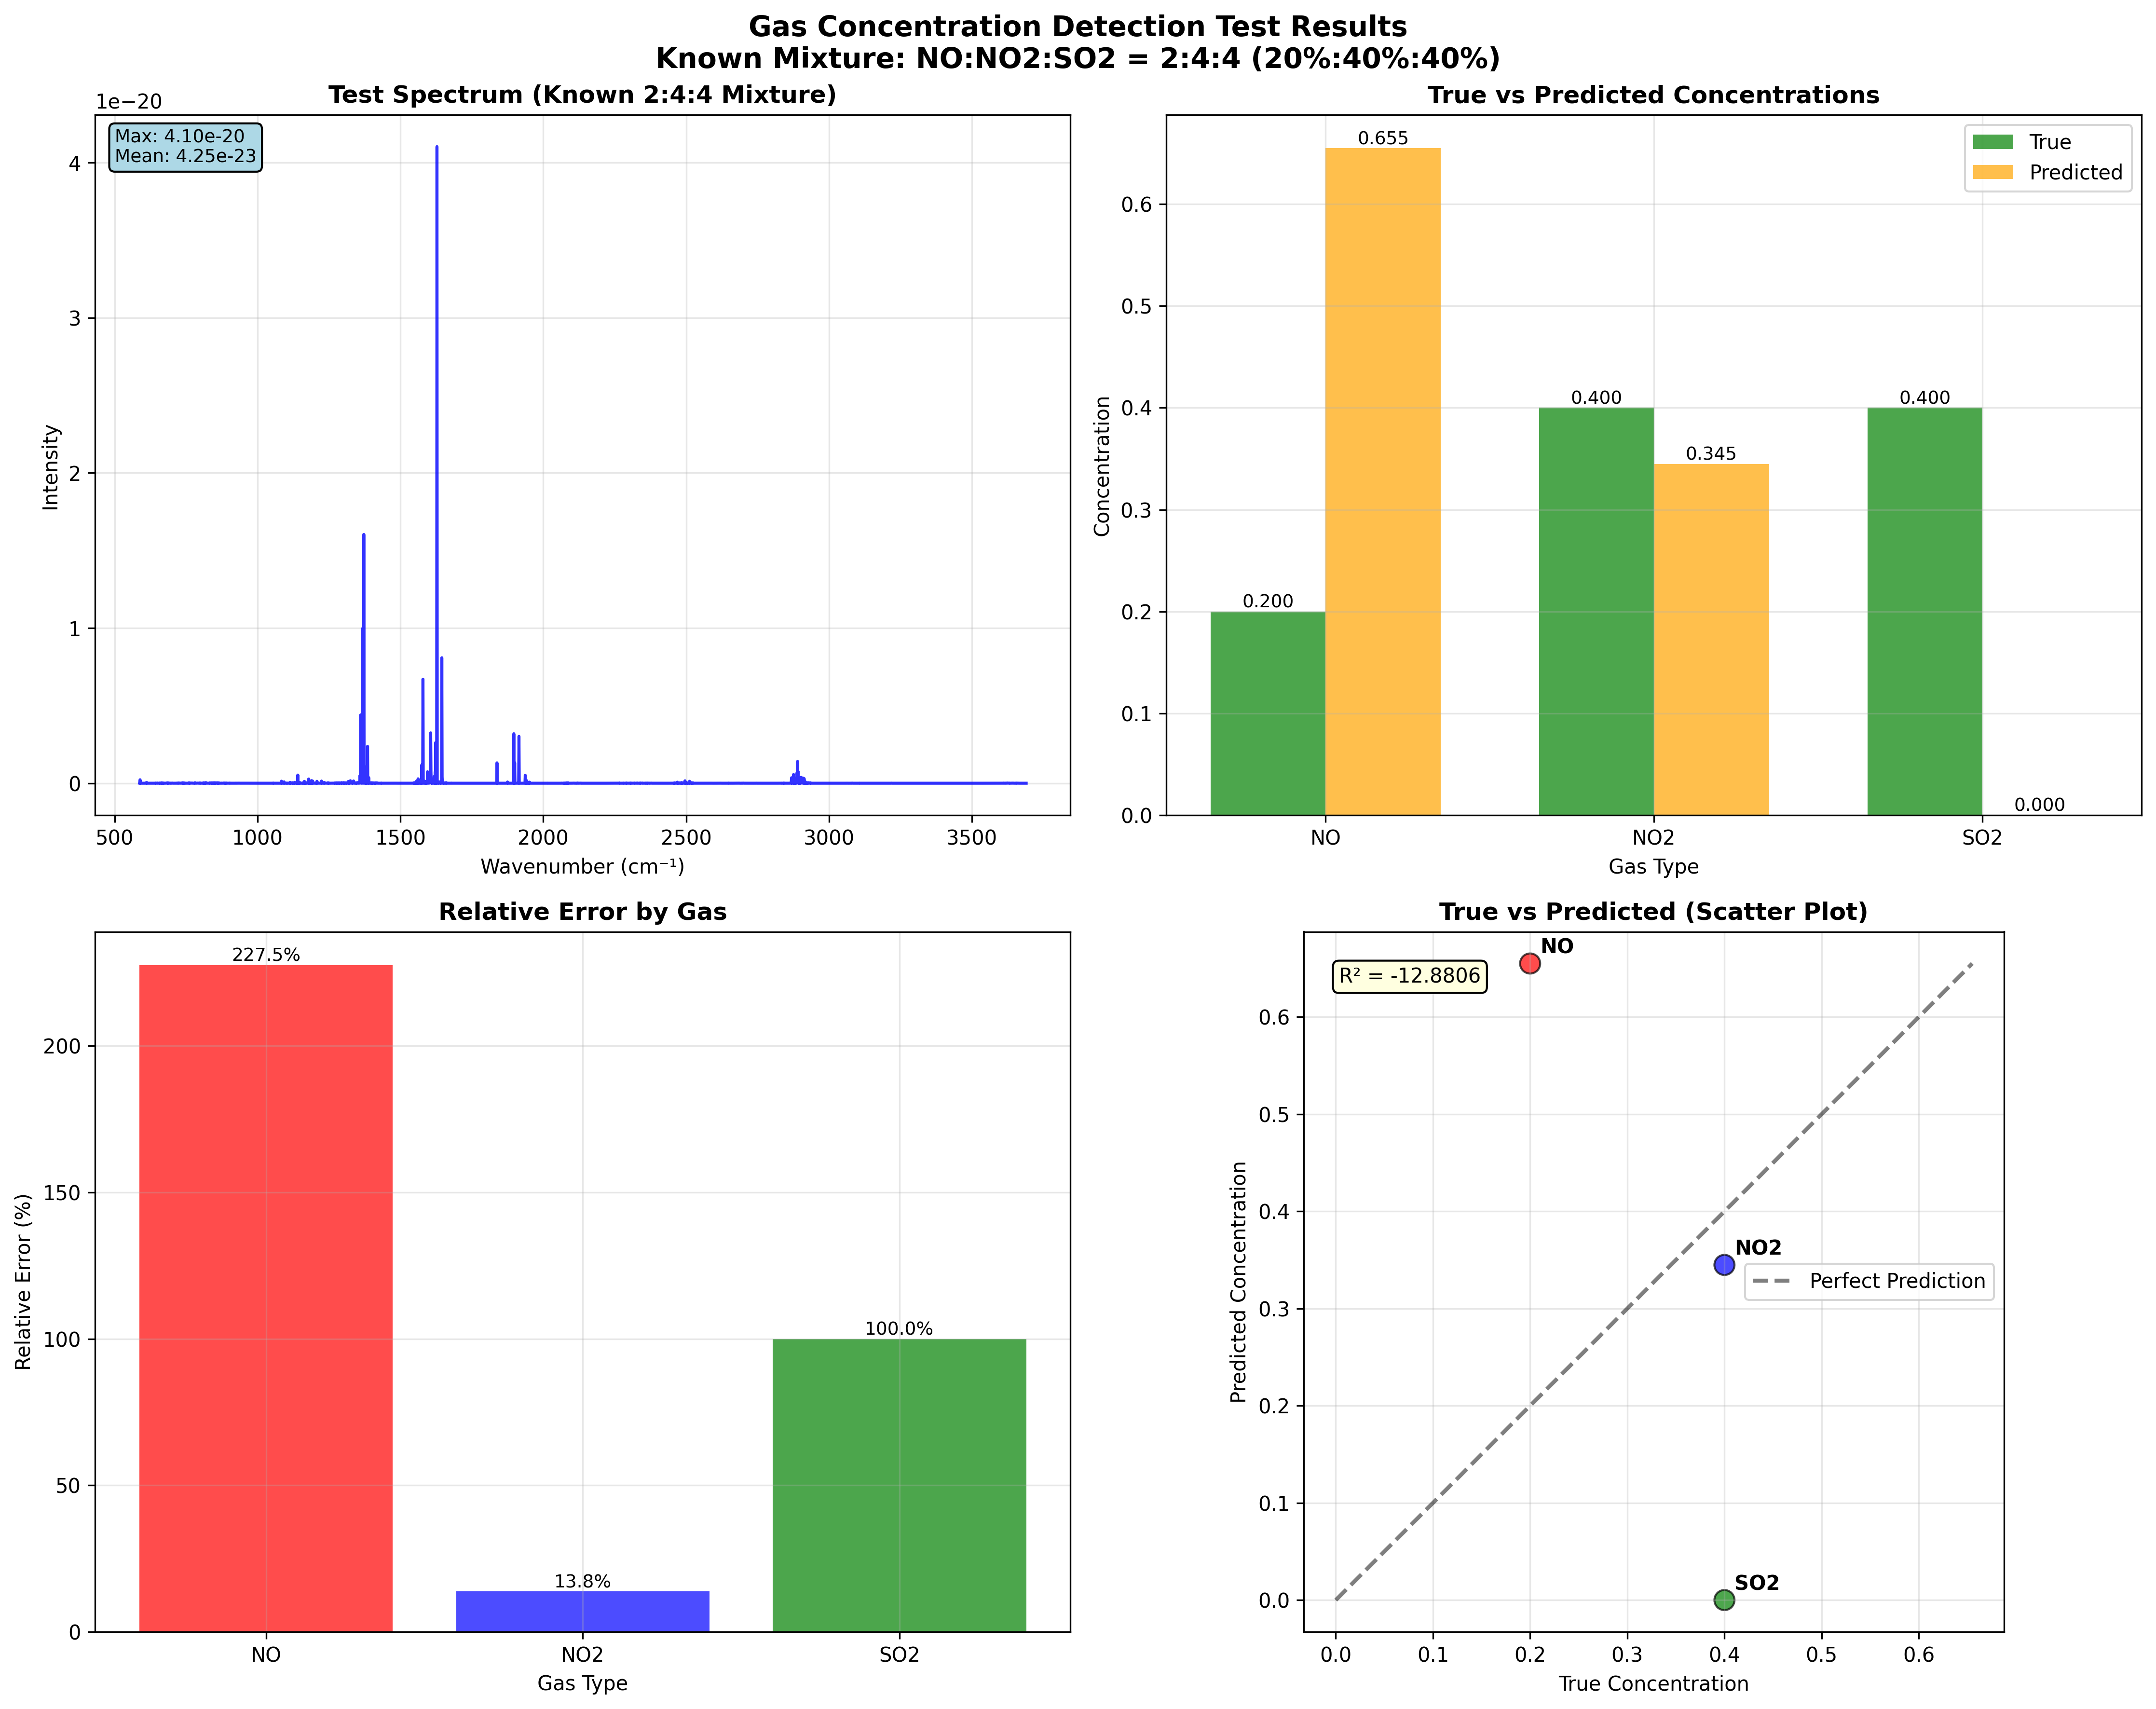 Gas Concentration Detection Test Results
Known Mixture: NO:NO2:SO2 = 2:4:4 (20%:40%:40%)
Test Spectrum (Known 2:4:4 Mixture)
1e−20
Max: 4.10e-20
Mean: 4.25e-23
4
3
2
1
0
Intensity
500 1000 1500 2000 2500 3000 3500
Wavenumber (cm⁻¹)
True vs Predicted Concentrations
True
Predicted
0.6
0.5
0.4
0.3
0.2
0.1
0.0
Concentration
0.200
0.655
0.400
0.345
0.400
0.000
NO NO2 SO2
Gas Type
Relative Error by Gas
200
150
100
50
0
Relative Error (%)
227.5%
13.8%
100.0%
NO NO2 SO2
Gas Type
True vs Predicted (Scatter Plot)
R² = -12.8806
NO
NO2
SO2
Perfect Prediction
0.6
0.5
0.4
0.3
0.2
0.1
0.0
Predicted Concentration
0.0 0.1 0.2 0.3 0.4 0.5 0.6
True Concentration